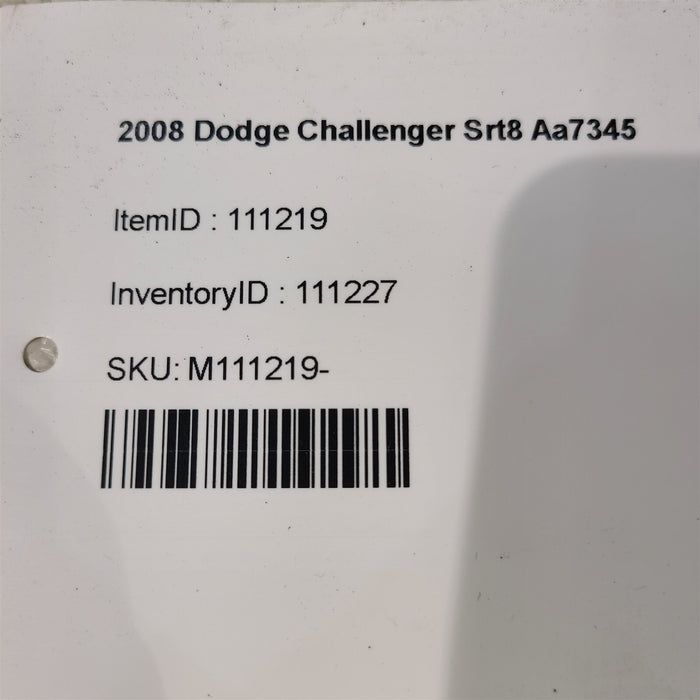 2008 Dodge Challenger Srt8 Aa7345
ItemID : 111219
InventoryID : 111227
SKU: M111219-